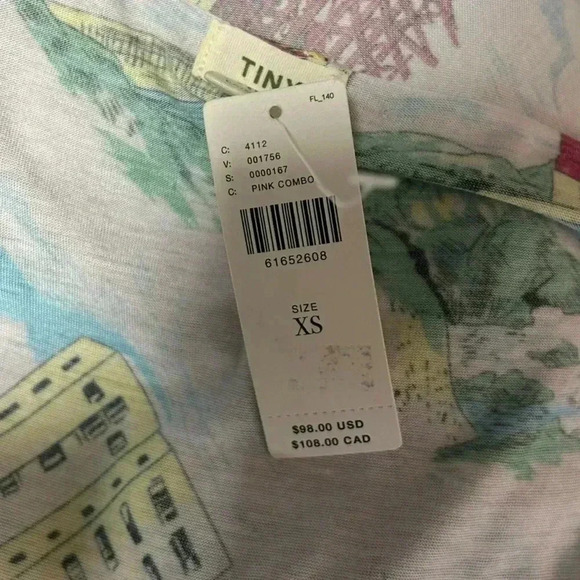 TINY
FL_140
C: 4112
V: 001756
S: 0000167
C: PINK COMBO
61652608
SIZE
XS
$98.00 USD
$108.00 CAD